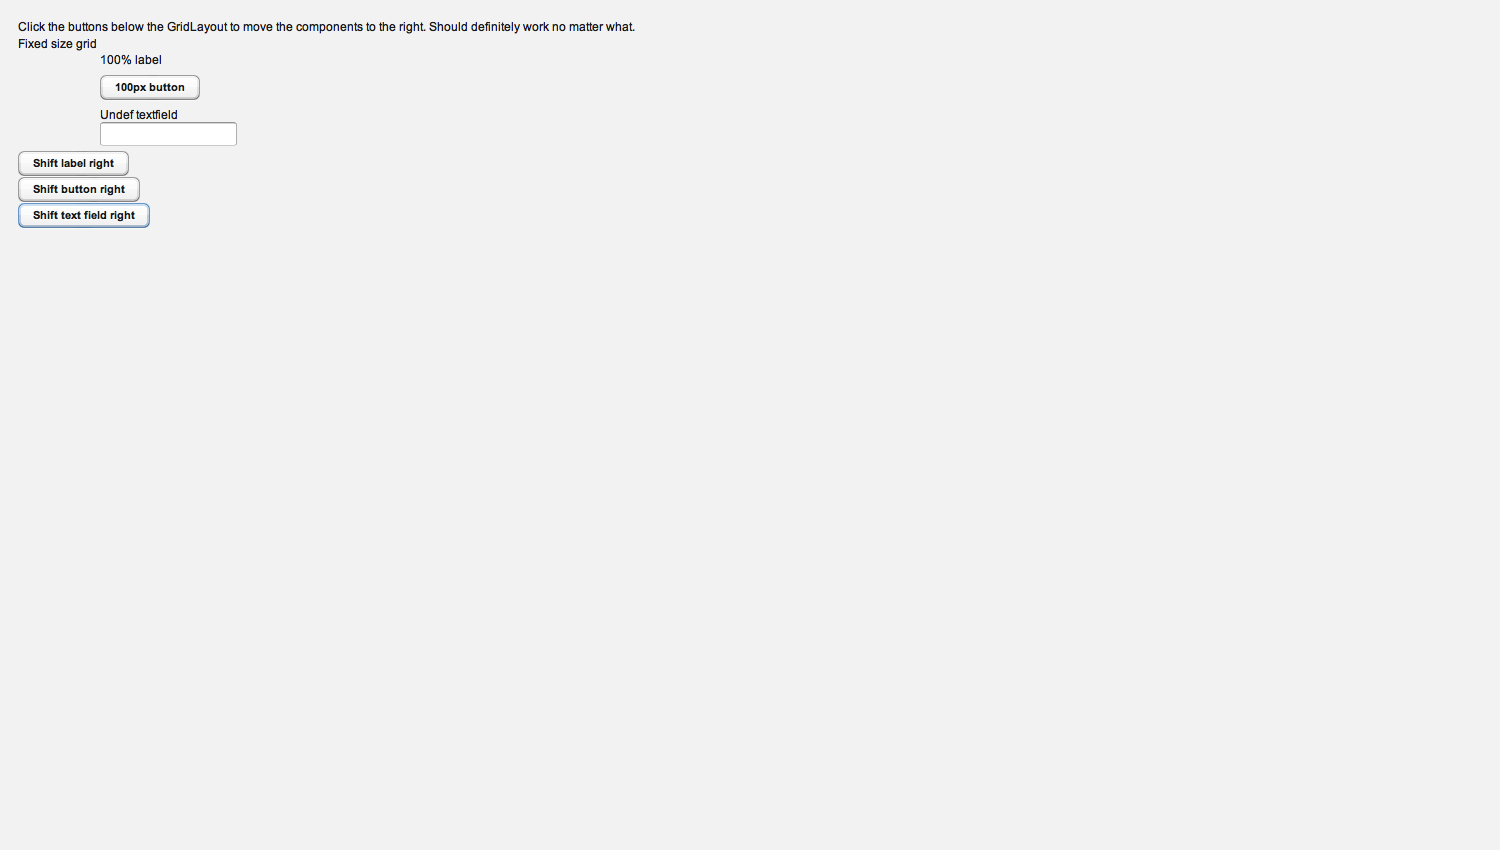 Click the buttons below the GridLayout to move the components to the right. Should definitely work no matter what.
Fixed size grid
100% label
100px button
Undef textfield
Shift label right
Shift button right
Shift text field right